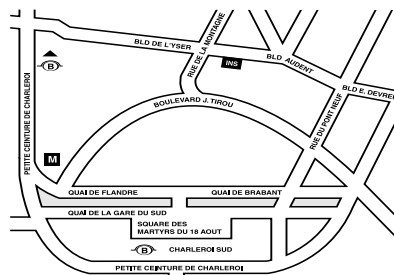 BLD DE L'YSER
RUE DE LA MONTAGNE
B
INS
BLD AUDENT
BLD E. DEVREU
PETITE CEINTURE DE CHARLEROI
BOULEVARD J. TIROU
RUE DU PONT NEUF
M
QUAI DE FLANDRE
QUAI DE BRABANT
QUAI DE LA GARE DU SUD
SQUARE DES
MARTYRS DU 18 AOUT
B
CHARLEROI SUD
PETITE CEINTURE DE CHARLEROI